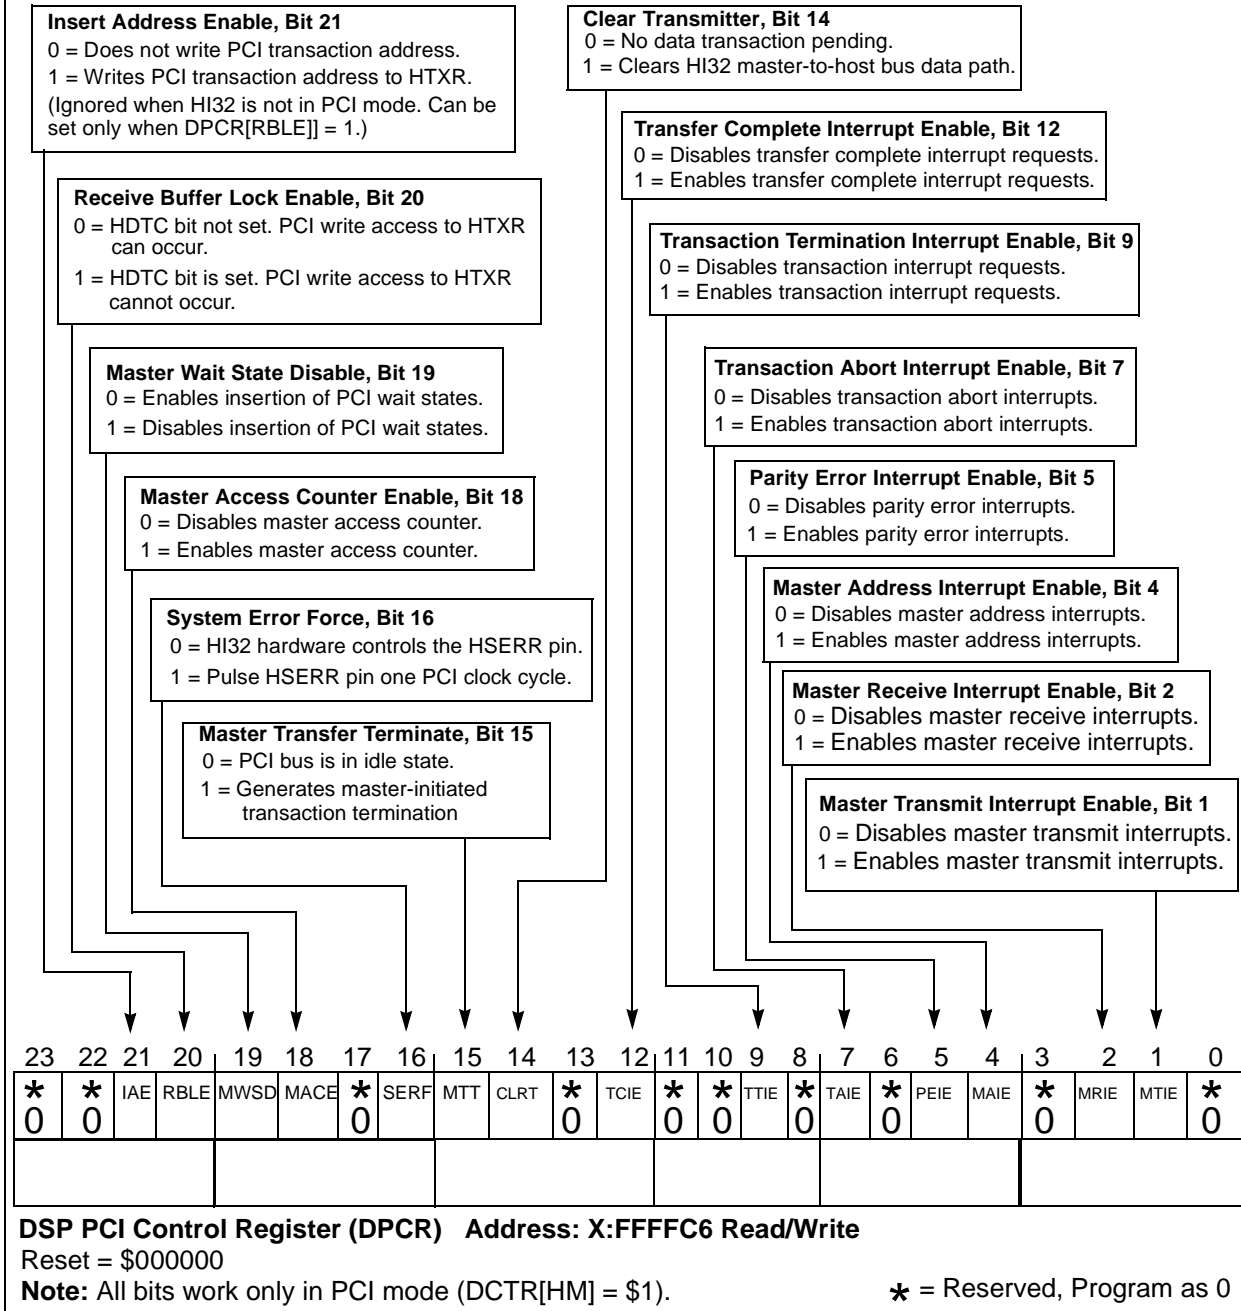 Insert Address Enable, Bit 21
0 = Does not write PCI transaction address.
1 = Writes PCI transaction address to HTXR.
(Ignored when HI32 is not in PCI mode. Can be
set only when DPCR[RBLE]] = 1.)
Receive Buffer Lock Enable, Bit 20
0 = HDTC bit not set. PCI write access to HTXR
can occur.
1 = HDTC bit is set. PCI write access to HTXR
cannot occur.
Master Wait State Disable, Bit 19
0 = Enables insertion of PCI wait states.
1 = Disables insertion of PCI wait states.
Master Access Counter Enable, Bit 18
0 = Disables master access counter.
1 = Enables master access counter.
System Error Force, Bit 16
0 = HI32 hardware controls the HSERR pin.
1 = Pulse HSERR pin one PCI clock cycle.
Master Transfer Terminate, Bit 15
0 = PCI bus is in idle state.
1 = Generates master-initiated
transaction termination
Clear Transmitter, Bit 14
0 = No data transaction pending.
1 = Clears HI32 master-to-host bus data path.
Transfer Complete Interrupt Enable, Bit 12
0 = Disables transfer complete interrupt requests.
1 = Enables transfer complete interrupt requests.
Transaction Termination Interrupt Enable, Bit 9
0 = Disables transaction interrupt requests.
1 = Enables transaction interrupt requests.
Transaction Abort Interrupt Enable, Bit 7
0 = Disables transaction abort interrupts.
1 = Enables transaction abort interrupts.
Parity Error Interrupt Enable, Bit 5
0 = Disables parity error interrupts.
1 = Enables parity error interrupts.
Master Address Interrupt Enable, Bit 4
0 = Disables master address interrupts.
1 = Enables master address interrupts.
Master Receive Interrupt Enable, Bit 2
0 = Disables master receive interrupts.
1 = Enables master receive interrupts.
Master Transmit Interrupt Enable, Bit 1
0 = Disables master transmit interrupts.
1 = Enables master transmit interrupts.
23 22 21 20 19 18 17 16 15 14 13 12 11 10 9 8 7 6 5 4 3 2 1 0
* * IAE RBLE MWSD MACE * SERF MTT CLRT * TCIE * * TTIE * TAIE * PEIE MAIE * MRIE MTIE *
0 0 0 0 0 0 0 0 0 0
DSP PCI Control Register (DPCR) Address: X:FFFFC6 Read/Write
Reset = $000000
Note: All bits work only in PCI mode (DCTR[HM] = $1).
* = Reserved, Program as 0